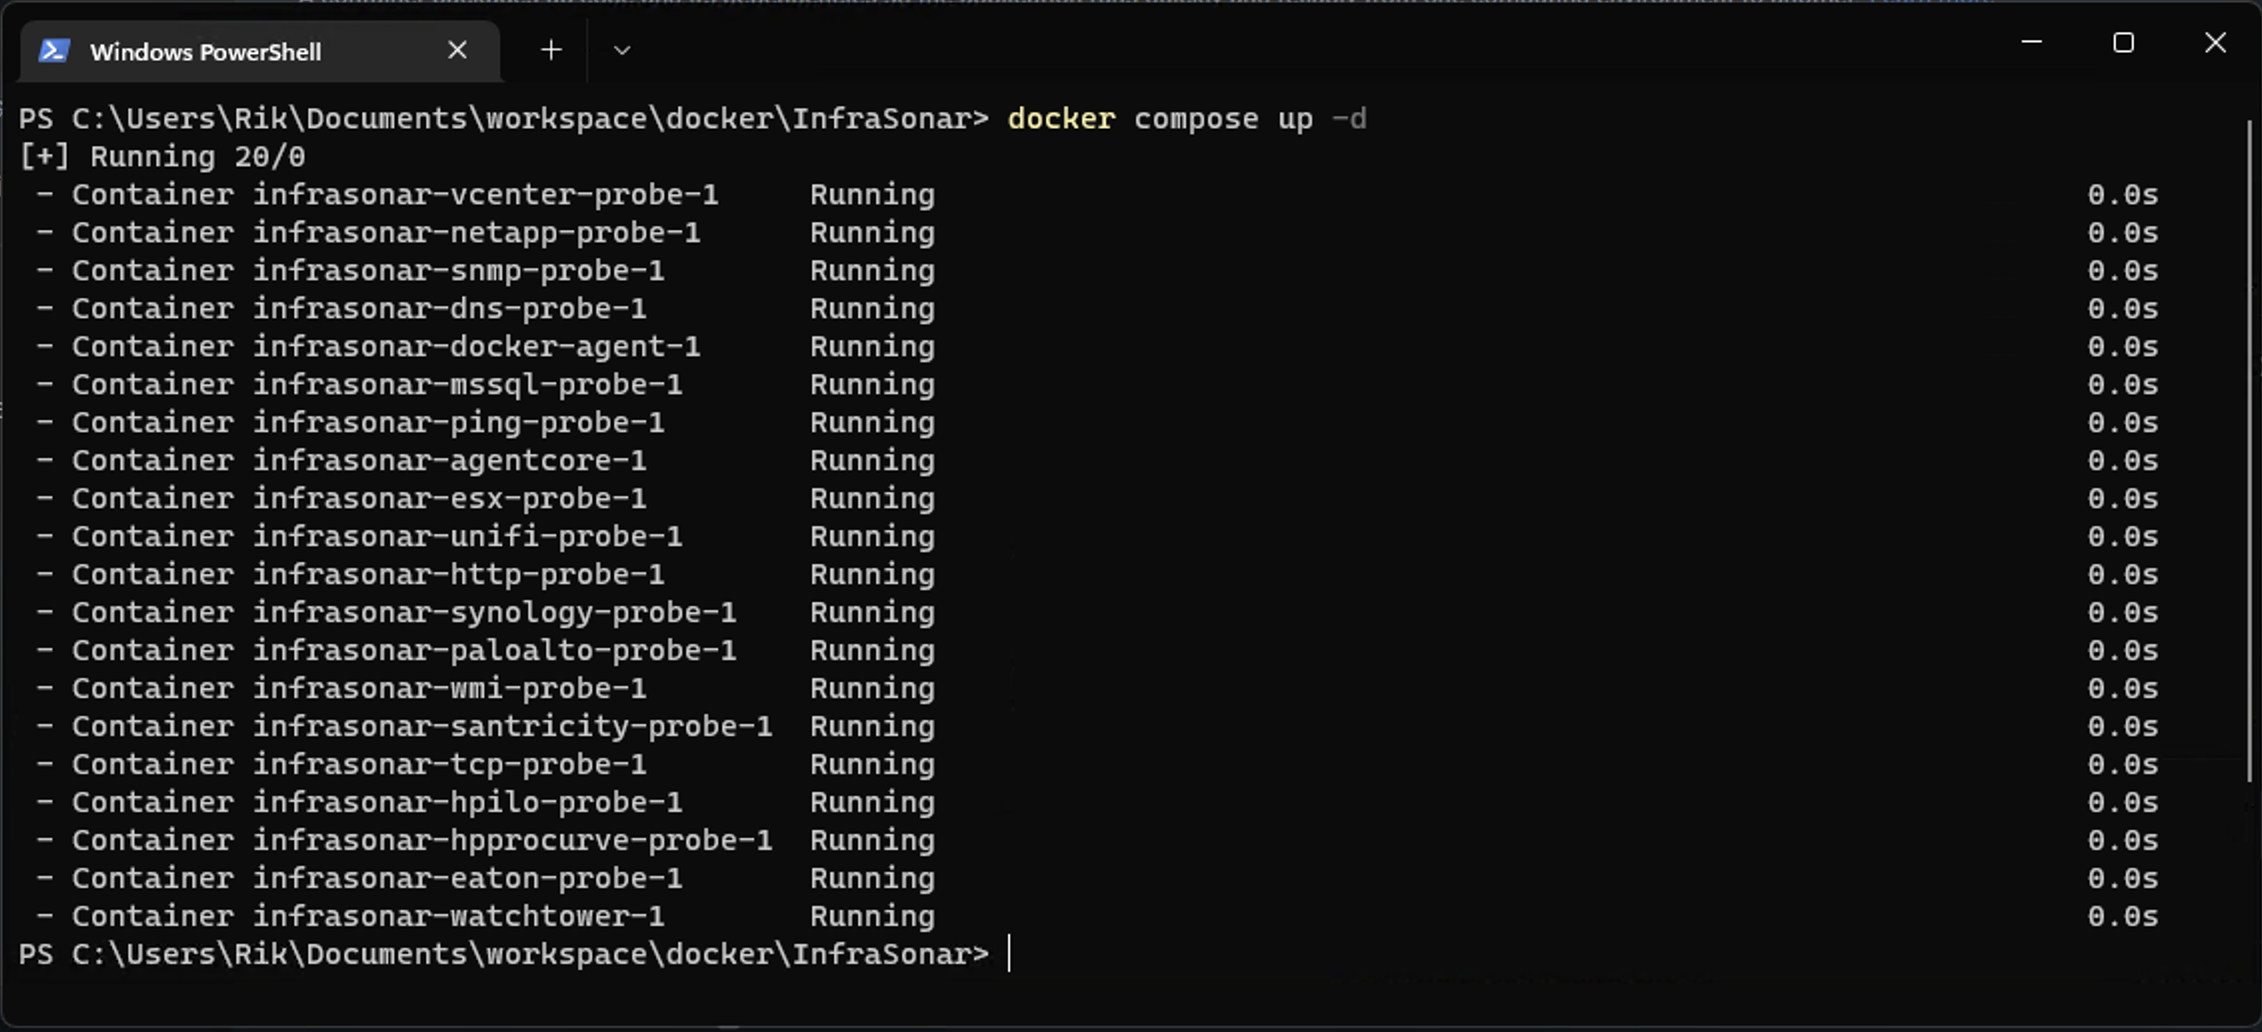 Windows PowerShell
PS C:\Users\Rik\Documents\workspace\docker\InfraSonar> docker compose up -d
[+] Running 20/0
- Container infrasonar-vcenter-probe-1 Running 0.0s
- Container infrasonar-netapp-probe-1 Running 0.0s
- Container infrasonar-snmp-probe-1 Running 0.0s
- Container infrasonar-dns-probe-1 Running 0.0s
- Container infrasonar-docker-agent-1 Running 0.0s
- Container infrasonar-mssql-probe-1 Running 0.0s
- Container infrasonar-ping-probe-1 Running 0.0s
- Container infrasonar-agentcore-1 Running 0.0s
- Container infrasonar-esx-probe-1 Running 0.0s
- Container infrasonar-unifi-probe-1 Running 0.0s
- Container infrasonar-http-probe-1 Running 0.0s
- Container infrasonar-synology-probe-1 Running 0.0s
- Container infrasonar-paloalto-probe-1 Running 0.0s
- Container infrasonar-wmi-probe-1 Running 0.0s
- Container infrasonar-santricity-probe-1 Running 0.0s
- Container infrasonar-tcp-probe-1 Running 0.0s
- Container infrasonar-hpilo-probe-1 Running 0.0s
- Container infrasonar-hpprocurve-probe-1 Running 0.0s
- Container infrasonar-eaton-probe-1 Running 0.0s
- Container infrasonar-watchtower-1 Running 0.0s
PS C:\Users\Rik\Documents\workspace\docker\InfraSonar>